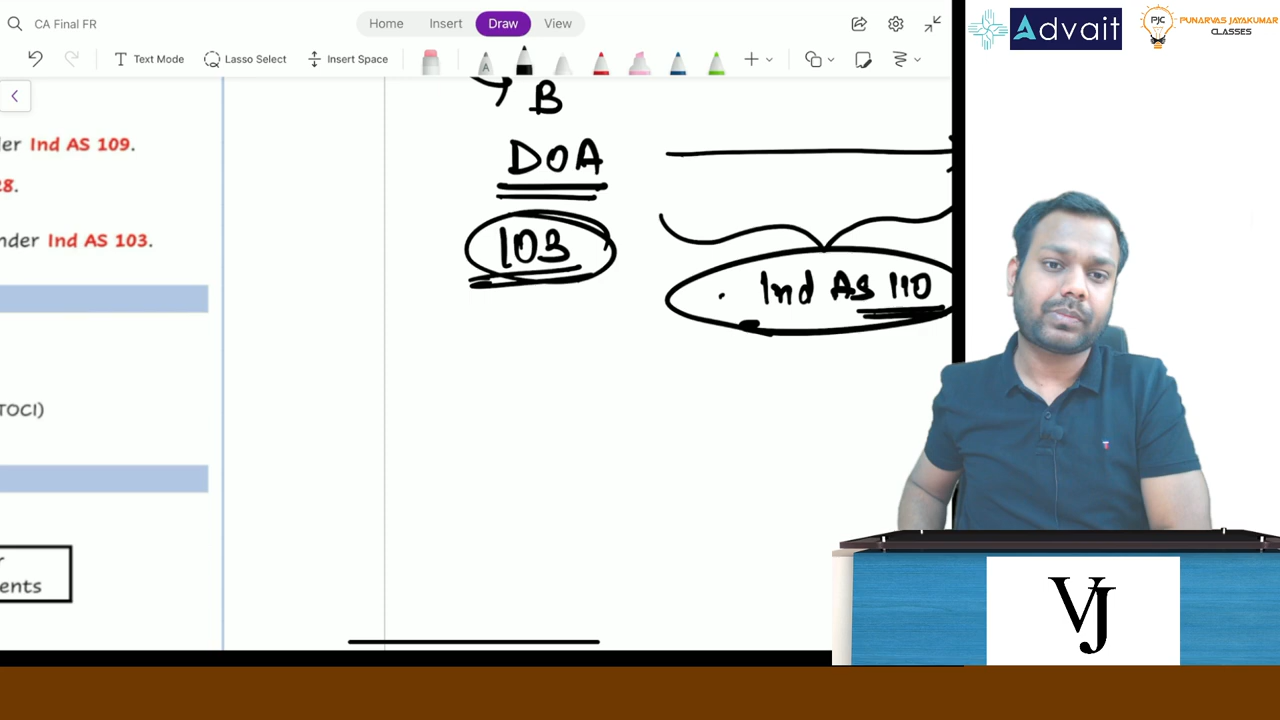 CA Final FR
Home Insert Draw View
Advait
PJC
PUNARVAS JAYAKUMAR
CLASSES
Text Mode Lasso Select Insert Space
B
der Ind AS 109.
DOA
28.
under Ind AS 103.
103
Ind AS 110
TOCI)
r
ents
VJ